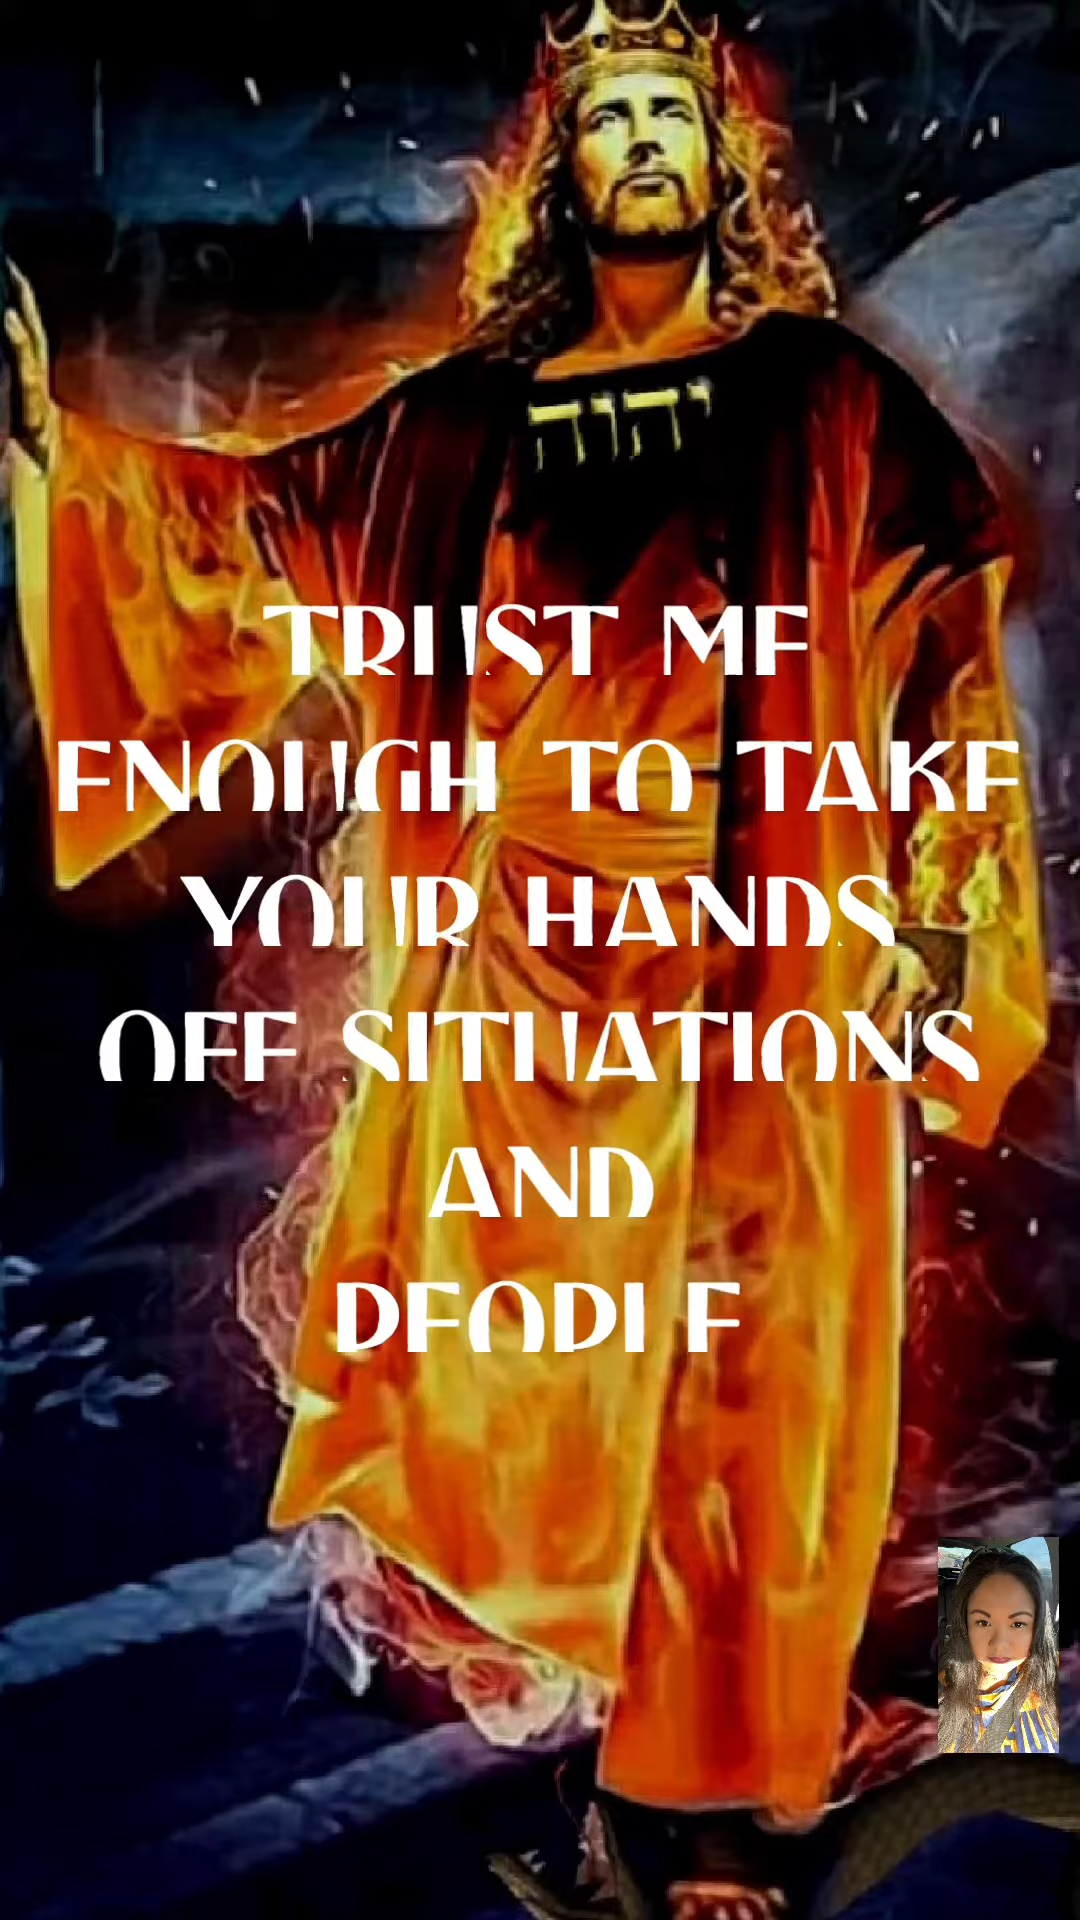 יהוה
TRUST ME
ENOUGH TO TAKE
YOUR HANDS
OFF SITUATIONS
AND
PEOPLE